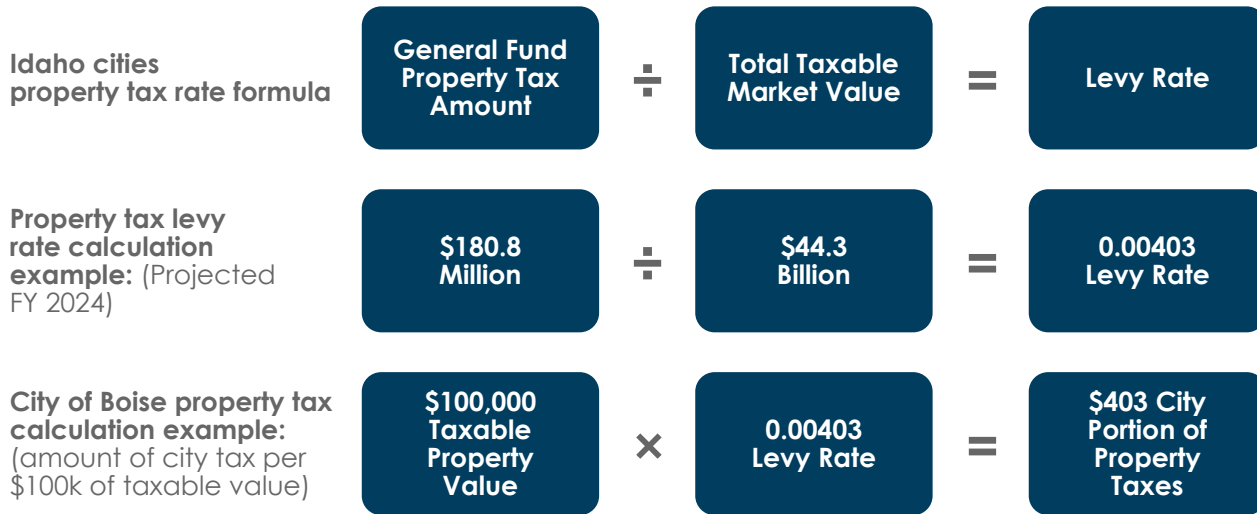 Idaho cities
property tax rate formula
General Fund
Property Tax
Amount
÷
Total Taxable
Market Value
=
Levy Rate
Property tax levy
rate calculation
example: (Projected
FY 2024)
$180.8
Million
÷
$44.3
Billion
=
0.00403
Levy Rate
City of Boise property tax
calculation example:
(amount of city tax per
$100k of taxable value)
$100,000
Taxable
Property
Value
×
0.00403
Levy Rate
=
$403 City
Portion of
Property
Taxes